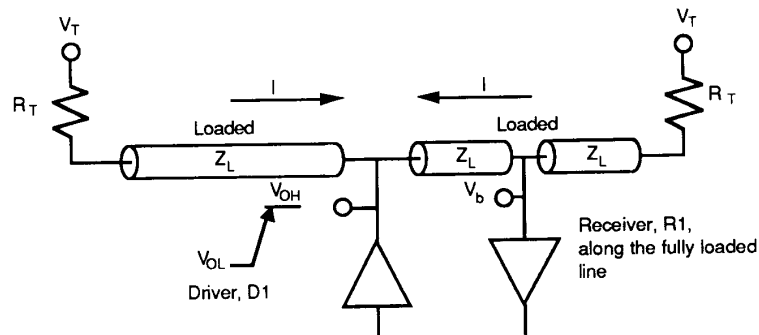 V_T
V_T
R_T
I
I
R_T
Loaded
Loaded
Z_L
Z_L
Z_L
V_OH
V_b
V_OL
Receiver, R1,
along the fully loaded
line
Driver, D1